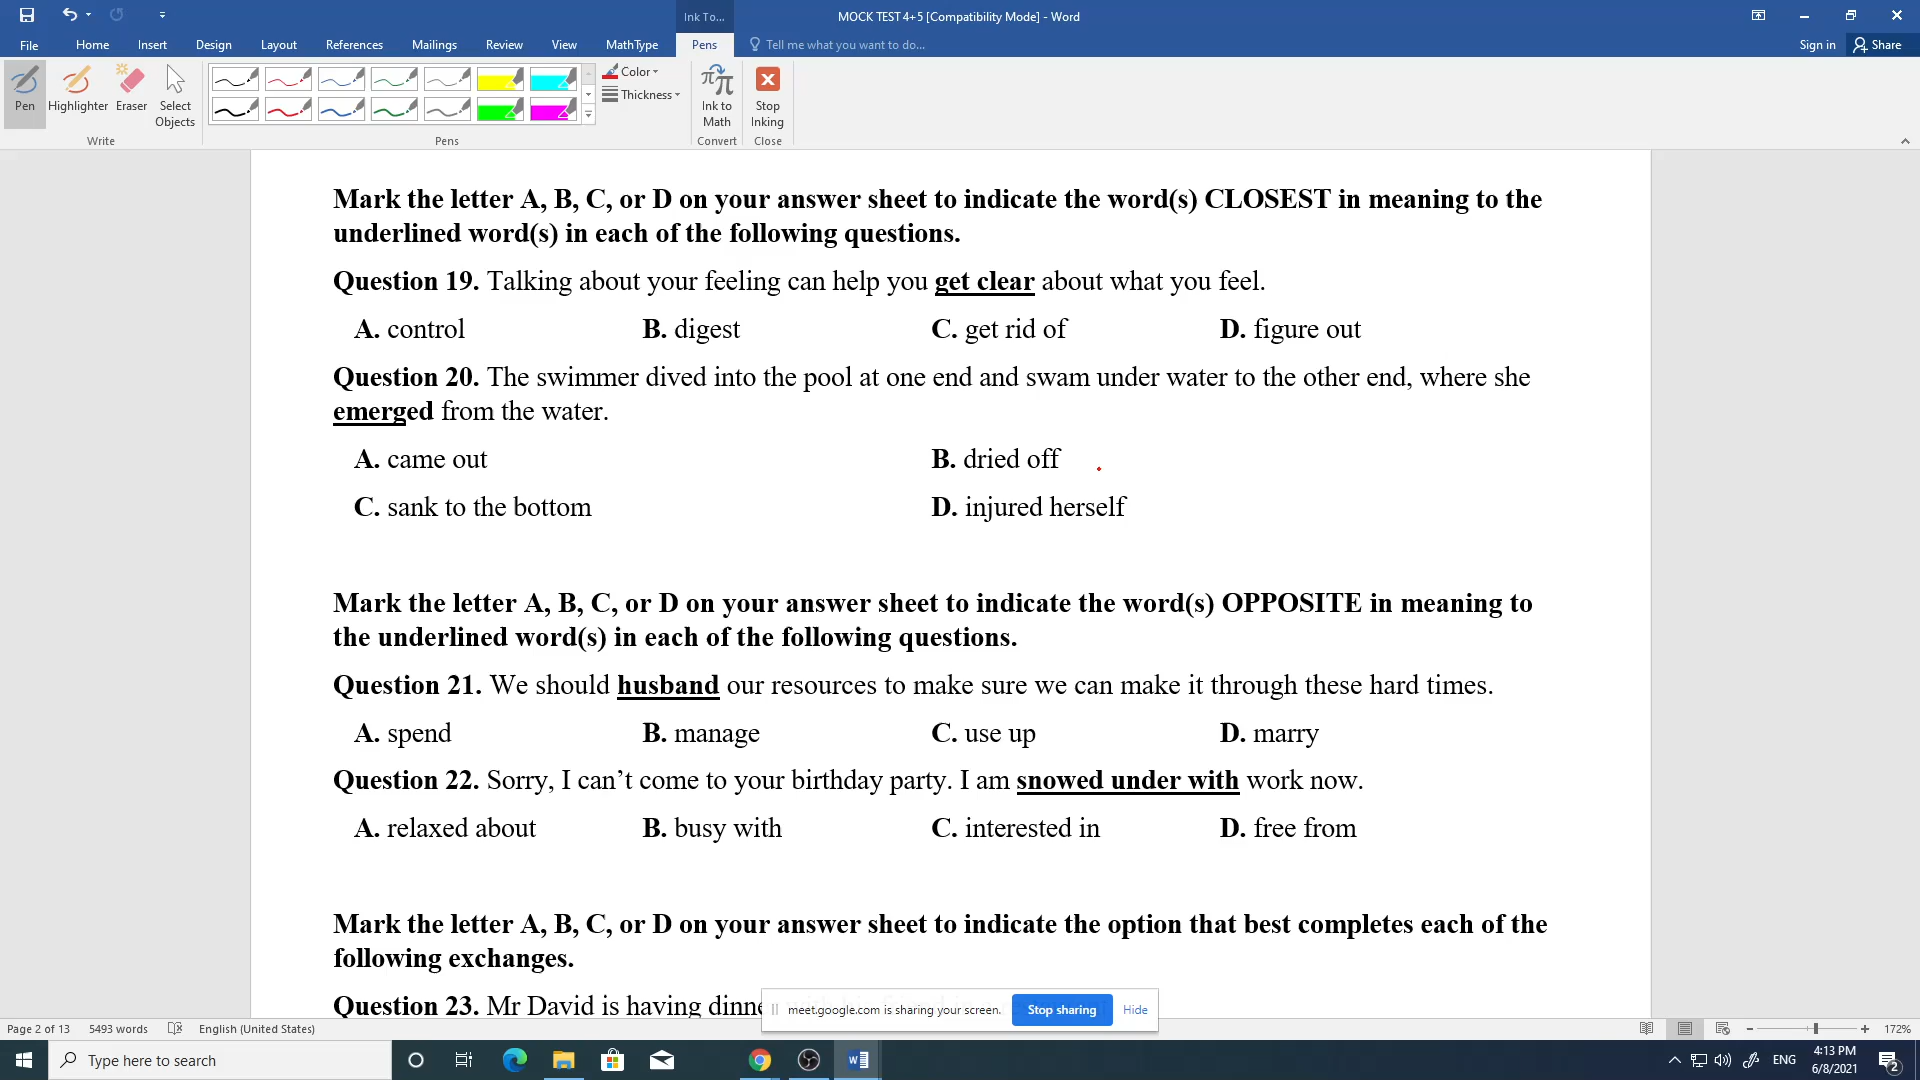 Ink To...
MOCK TEST 4+5 [Compatibility Mode] - Word
File Home Insert Design Layout References Mailings Review View MathType Pens Tell me what you want to do... Sign in Share
Pen Highlighter Eraser Select Objects
Color
Thickness
Ink to Math
Stop Inking
Write Pens Convert Close
Mark the letter A, B, C, or D on your answer sheet to indicate the word(s) CLOSEST in meaning to the
underlined word(s) in each of the following questions.
Question 19. Talking about your feeling can help you get clear about what you feel.
A. control B. digest C. get rid of D. figure out
Question 20. The swimmer dived into the pool at one end and swam under water to the other end, where she
emerged from the water.
A. came out B. dried off
C. sank to the bottom D. injured herself
Mark the letter A, B, C, or D on your answer sheet to indicate the word(s) OPPOSITE in meaning to
the underlined word(s) in each of the following questions.
Question 21. We should husband our resources to make sure we can make it through these hard times.
A. spend B. manage C. use up D. marry
Question 22. Sorry, I can’t come to your birthday party. I am snowed under with work now.
A. relaxed about B. busy with C. interested in D. free from
Mark the letter A, B, C, or D on your answer sheet to indicate the option that best completes each of the
following exchanges.
Question 23. Mr David is having
meet.google.com is sharing your screen. Stop sharing Hide
Page 2 of 13 5493 words English (United States) 172%
Type here to search
ENG
4:13 PM
6/8/2021
2